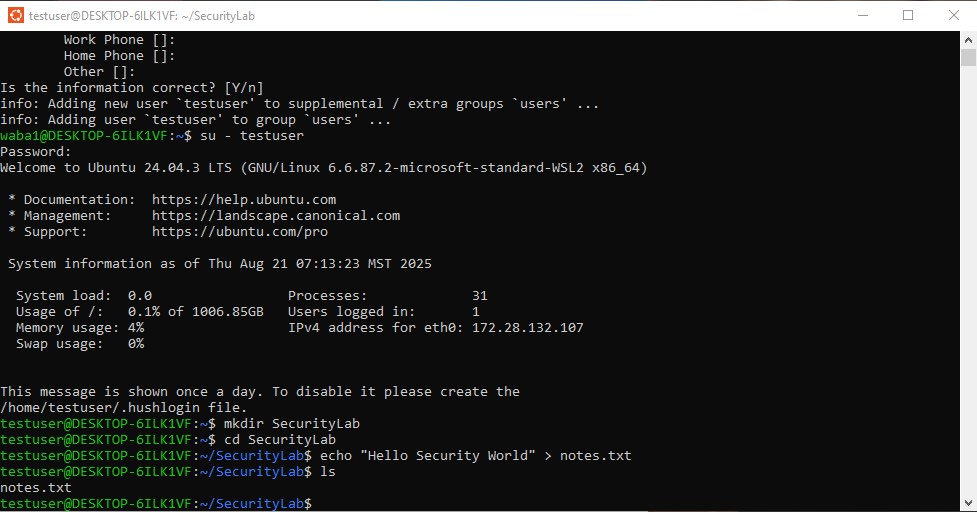 testuser@DESKTOP-6ILK1VF: ~/SecurityLab
Work Phone []:
Home Phone []:
Other []:
Is the information correct? [Y/n]
info: Adding new user `testuser' to supplemental / extra groups `users' ...
info: Adding user `testuser' to group `users' ...
waba1@DESKTOP-6ILK1VF:~$ su - testuser
Password:
Welcome to Ubuntu 24.04.3 LTS (GNU/Linux 6.6.87.2-microsoft-standard-WSL2 x86_64)
* Documentation:  https://help.ubuntu.com
* Management:     https://landscape.canonical.com
* Support:        https://ubuntu.com/pro
System information as of Thu Aug 21 07:13:23 MST 2025
System load:  0.0                 Processes:             31
Usage of /:   0.1% of 1006.85GB   Users logged in:       1
Memory usage: 4%                  IPv4 address for eth0: 172.28.132.107
Swap usage:   0%
This message is shown once a day. To disable it please create the
/home/testuser/.hushlogin file.
testuser@DESKTOP-6ILK1VF:~$ mkdir SecurityLab
testuser@DESKTOP-6ILK1VF:~$ cd SecurityLab
testuser@DESKTOP-6ILK1VF:~/SecurityLab$ echo "Hello Security World" > notes.txt
testuser@DESKTOP-6ILK1VF:~/SecurityLab$ ls
notes.txt
testuser@DESKTOP-6ILK1VF:~/SecurityLab$